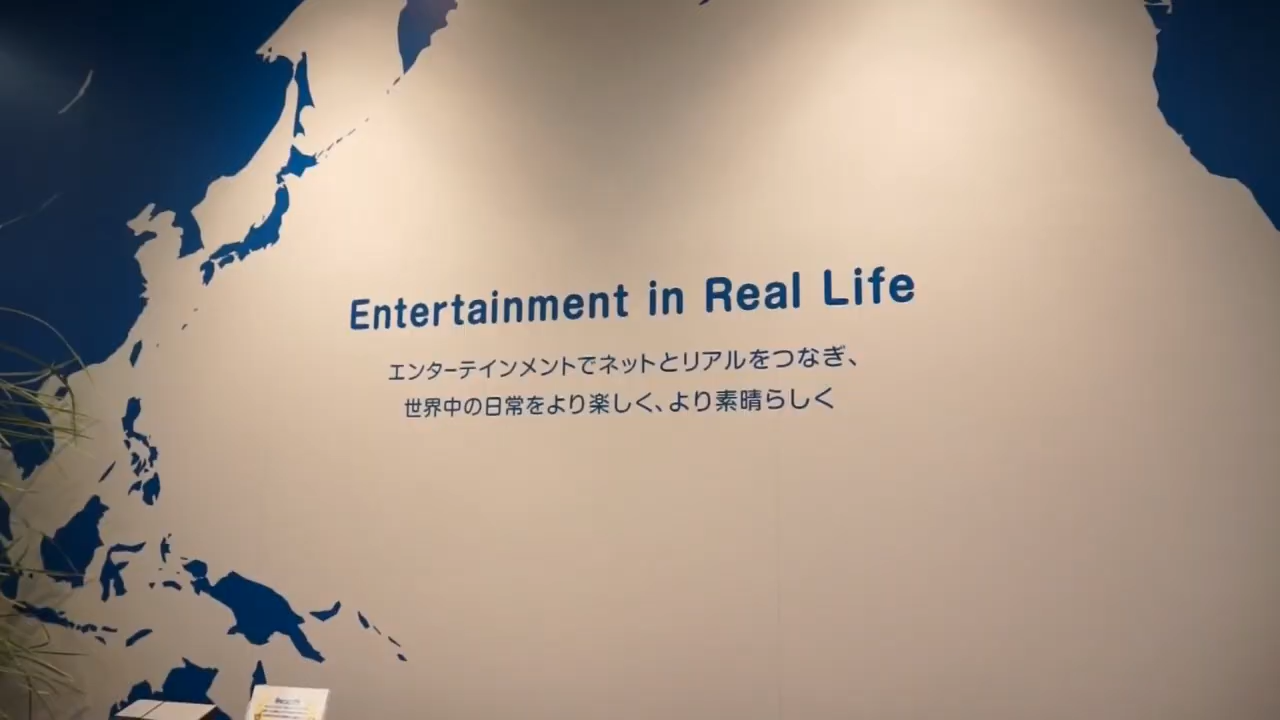 Entertainment in Real Life
エンターテインメントでネットとリアルをつなぎ、
世界中の日常をより楽しく、より素晴らしく